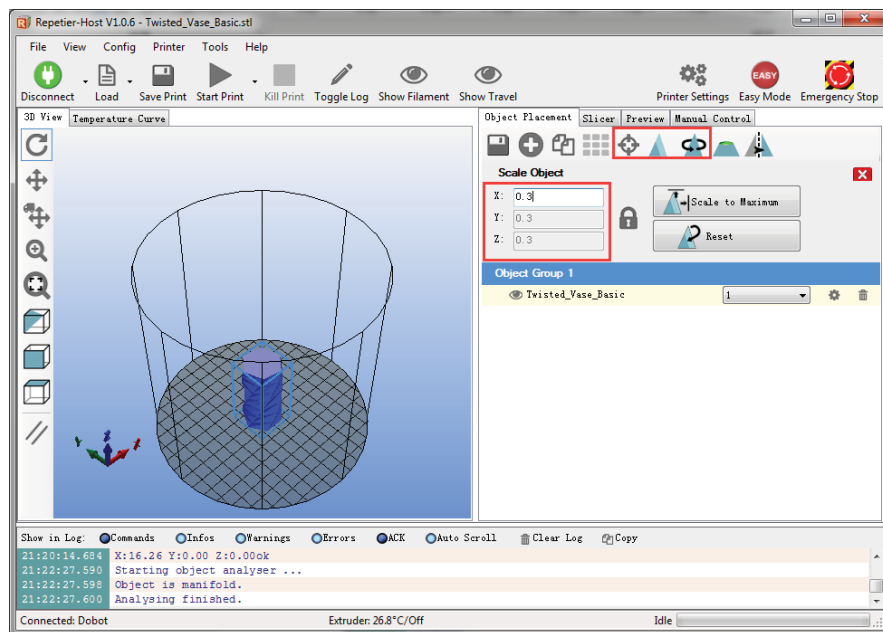 Repetier-Host V1.0.6 - Twisted_Vase_Basic.stl
File View Config Printer Tools Help
Disconnect Load Save Print Start Print Kill Print Toggle Log Show Filament Show Travel Printer Settings EASY Easy Mode Emergency Stop
3D View Temperature Curve
Object Placement Slicer Preview Manual Control
Scale Object
X: 0.3
Scale to Maximum
Y: 0.3
Z: 0.3
Reset
Object Group 1
Twisted_Vase_Basic 1
Show in Log: Commands Infos Warnings Errors ACK Auto Scroll Clear Log Copy
21:20:14.684 X:16.26 Y:0.00 Z:0.00ok
21:22:27.590 Starting object analyser ...
21:22:27.598 Object is manifold.
21:22:27.600 Analysing finished.
Connected: Dobot Extruder: 26.8°C/Off Idle